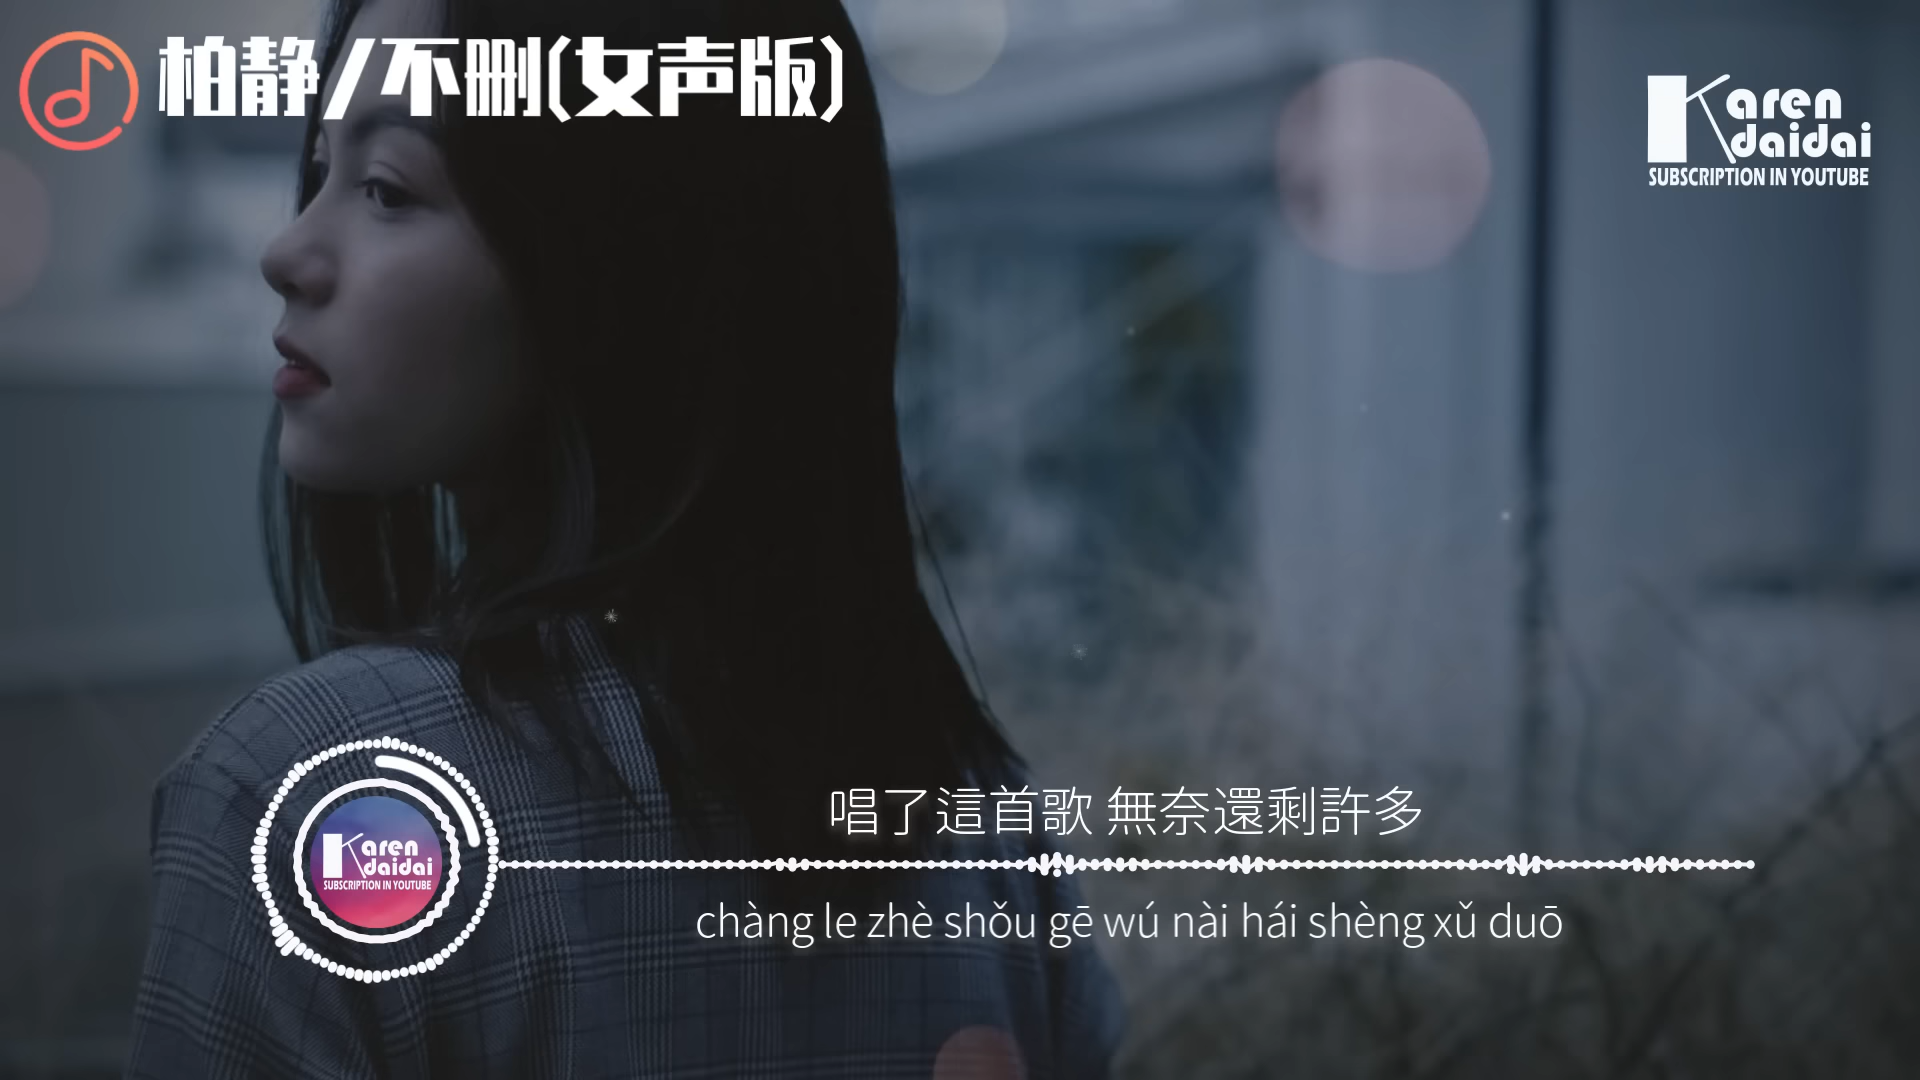 柏静/不删(女声版)
Karen
daidai
SUBSCRIPTION IN YOUTUBE
唱了這首歌 無奈還剩許多
Karen
daidai
SUBSCRIPTION IN YOUTUBE
chàng le zhè shǒu gē wú nài hái shèng xǔ duō